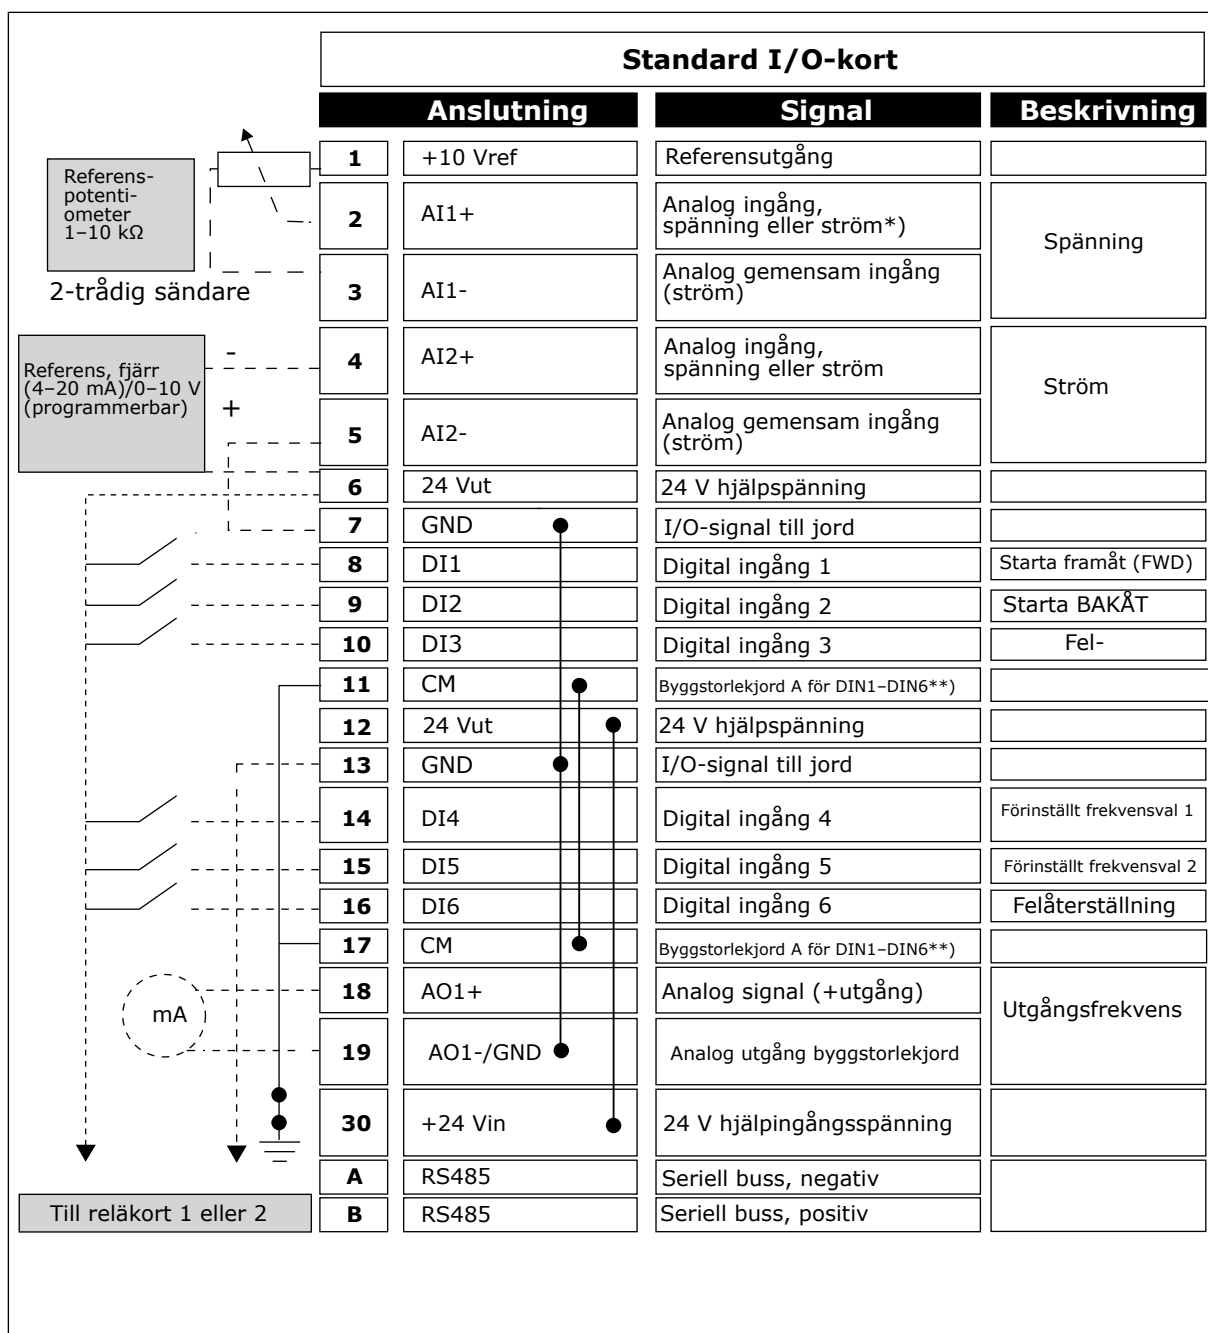 Standard I/O-kort
Anslutning Signal Beskrivning
1 +10 Vref Referensutgång
Referens-
potenti-
ometer
1–10 kΩ
2 AI1+ Analog ingång,
spänning eller ström*)
Spänning
2-trådig sändare
3 AI1- Analog gemensam ingång
(ström)
Referens, fjärr
(4–20 mA)/0–10 V
(programmerbar)
-
+
4 AI2+ Analog ingång,
spänning eller ström
Ström
5 AI2- Analog gemensam ingång
(ström)
6 24 Vut 24 V hjälpspänning
7 GND I/O-signal till jord
8 DI1 Digital ingång 1 Starta framåt (FWD)
9 DI2 Digital ingång 2 Starta BAKÅT
10 DI3 Digital ingång 3 Fel-
11 CM Byggstorlekjord A för DIN1–DIN6**)
12 24 Vut 24 V hjälpspänning
13 GND I/O-signal till jord
14 DI4 Digital ingång 4 Förinställt frekvensval 1
15 DI5 Digital ingång 5 Förinställt frekvensval 2
16 DI6 Digital ingång 6 Felåterställning
17 CM Byggstorlekjord A för DIN1–DIN6**)
18 AO1+ Analog signal (+utgång)
mA
Utgångsfrekvens
19 AO1-/GND Analog utgång byggstorlekjord
30 +24 Vin 24 V hjälpingångsspänning
A RS485 Seriell buss, negativ
Till reläkort 1 eller 2
B RS485 Seriell buss, positiv